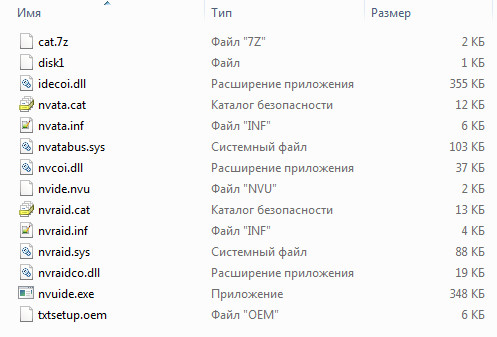 Имя Тип Размер
cat.7z Файл "7Z" 2 КБ
disk1 Файл 1 КБ
idecoi.dll Расширение приложения 355 КБ
nvata.cat Каталог безопасности 12 КБ
nvata.inf Файл "INF" 6 КБ
nvatabus.sys Системный файл 103 КБ
nvcoi.dll Расширение приложения 37 КБ
nvide.nvu Файл "NVU" 2 КБ
nvraid.cat Каталог безопасности 13 КБ
nvraid.inf Файл "INF" 4 КБ
nvraid.sys Системный файл 88 КБ
nvraidco.dll Расширение приложения 19 КБ
nvuide.exe Приложение 348 КБ
txtsetup.oem Файл "OEM" 6 КБ